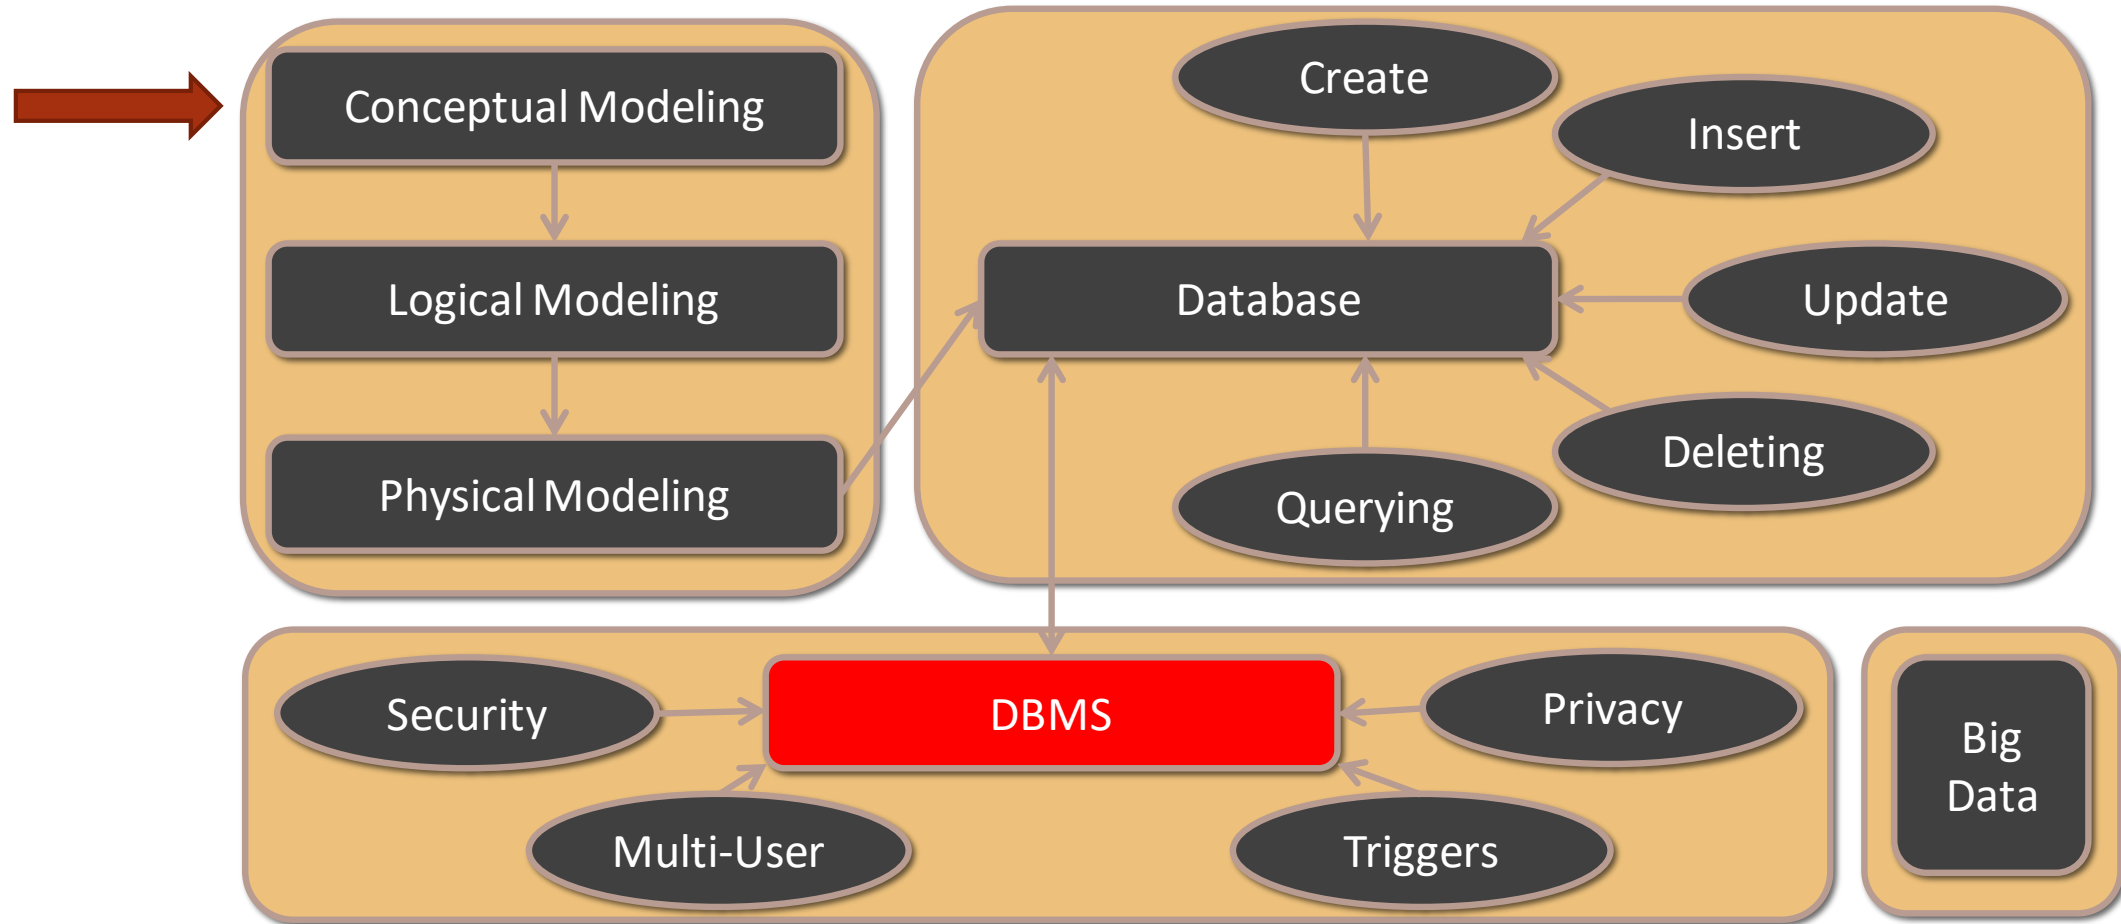 Conceptual Modeling
Logical Modeling
Physical Modeling
Create
Insert
Database
Update
Deleting
Querying
Security
DBMS
Privacy
Multi-User
Triggers
Big
Data